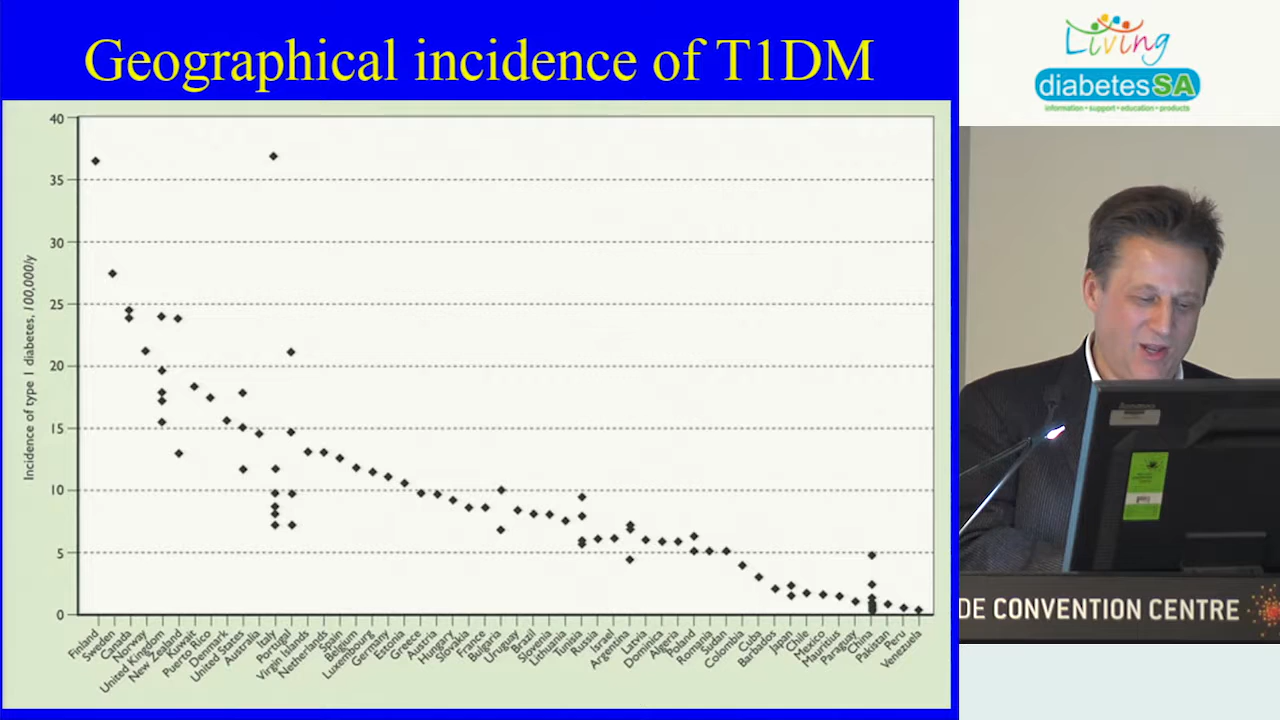 Geographical incidence of T1DM
40
35
30
25
20
15
10
5
0
Incidence of type I diabetes, 100,000/y
Finland
Sweden
Canada
Norway
United Kingdom
New Zealand
Kuwait
Puerto Rico
Denmark
United States
Australia
Italy
Portugal
Virgin Islands
Netherlands
Spain
Belgium
Luxembourg
Germany
Estonia
Greece
Austria
Hungary
Slovakia
France
Bulgaria
Uruguay
Brazil
Slovenia
Lithuania
Tunisia
Russia
Israel
Argentina
Latvia
Dominica
Algeria
Poland
Romania
Sudan
Colombia
Cuba
Barbados
Japan
Chile
Mexico
Mauritius
Paraguay
China
Pakistan
Peru
Venezuela
Living
diabetesSA
information • support • education • products
DE CONVENTION CENTRE